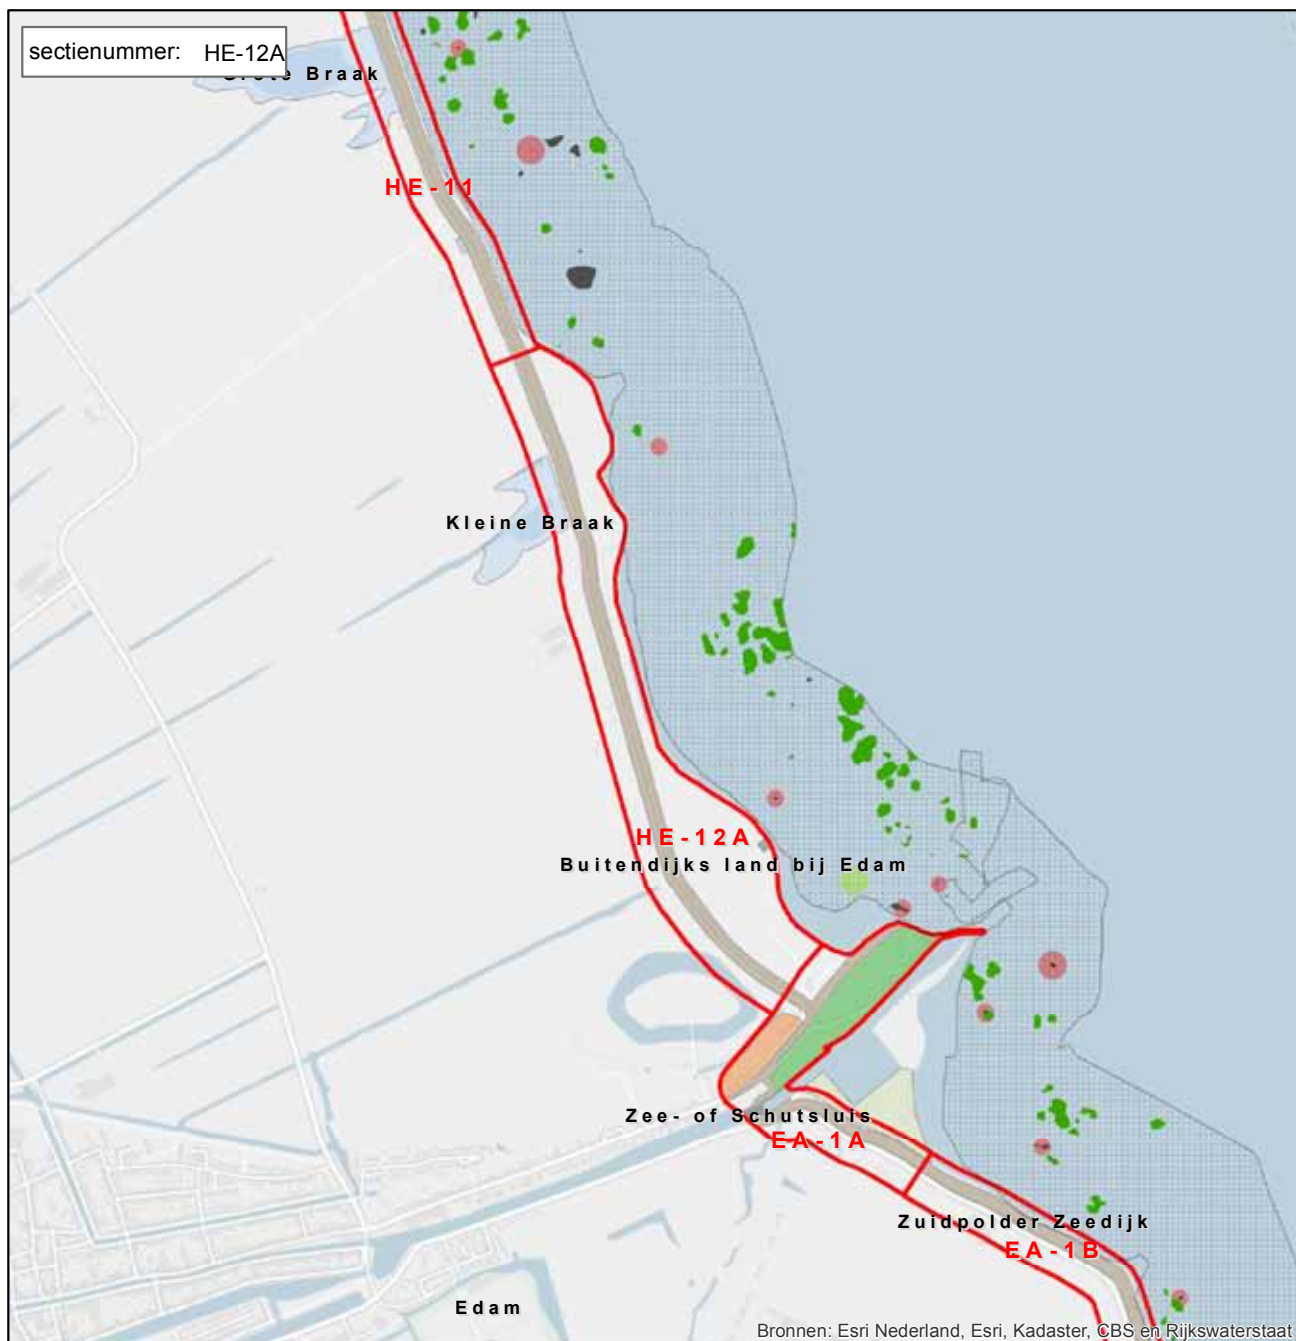 sectienummer: HE-12A
Grote Braak
HE-11
Kleine Braak
HE-12A
Buitendijks land bij Edam
Zee- of Schutsluis
EA-1A
Zuidpolder Zeedijk
EA-1B
Edam
Bronnen: Esri Nederland, Esri, Kadaster, CBS en Rijkswaterstaat